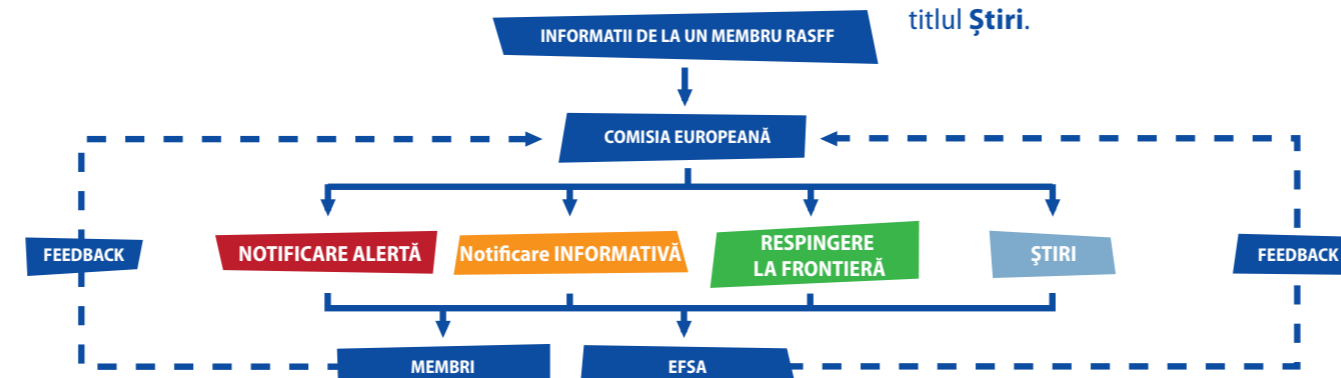 titlul Știri.
INFORMATII DE LA UN MEMBRU RASFF
COMISIA EUROPEANĂ
FEEDBACK
NOTIFICARE ALERTĂ
Notificare INFORMATIVĂ
RESPINGERE
LA FRONTIERĂ
ŞTIRI
FEEDBACK
MEMBRI
EFSA